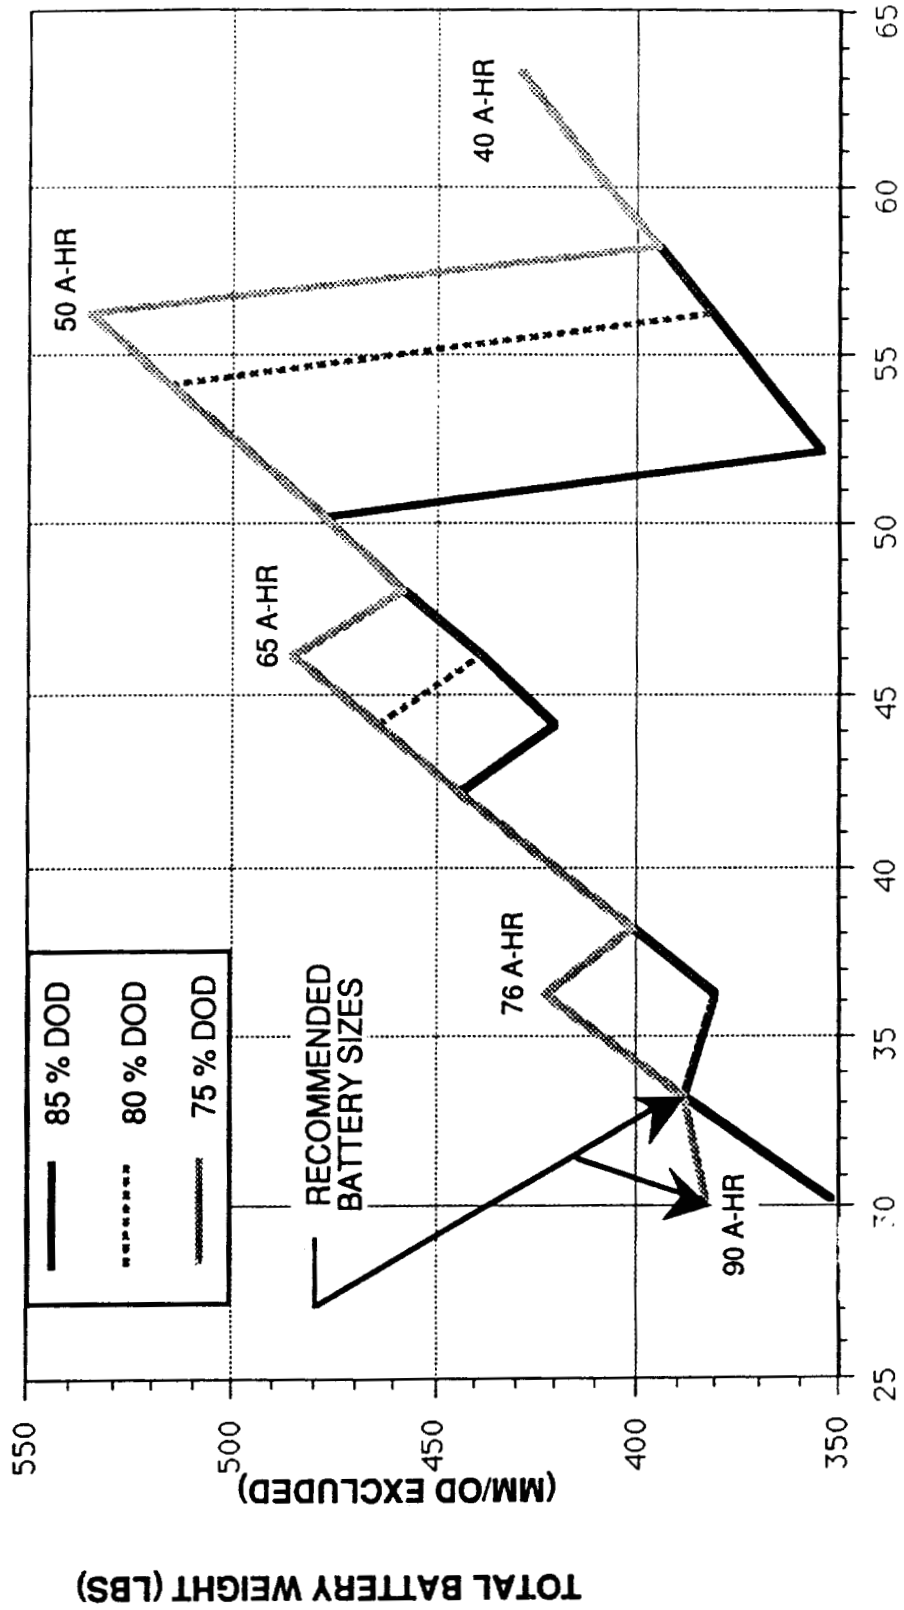 TOTAL BATTERY WEIGHT (LBS)
(MM/OD EXCLUDED)
550
500
450
400
350
85 % DOD
80 % DOD
75 % DOD
RECOMMENDED
BATTERY SIZES
90 A-HR
76 A-HR
65 A-HR
50 A-HR
40 A-HR
25
30
35
40
45
50
55
60
65